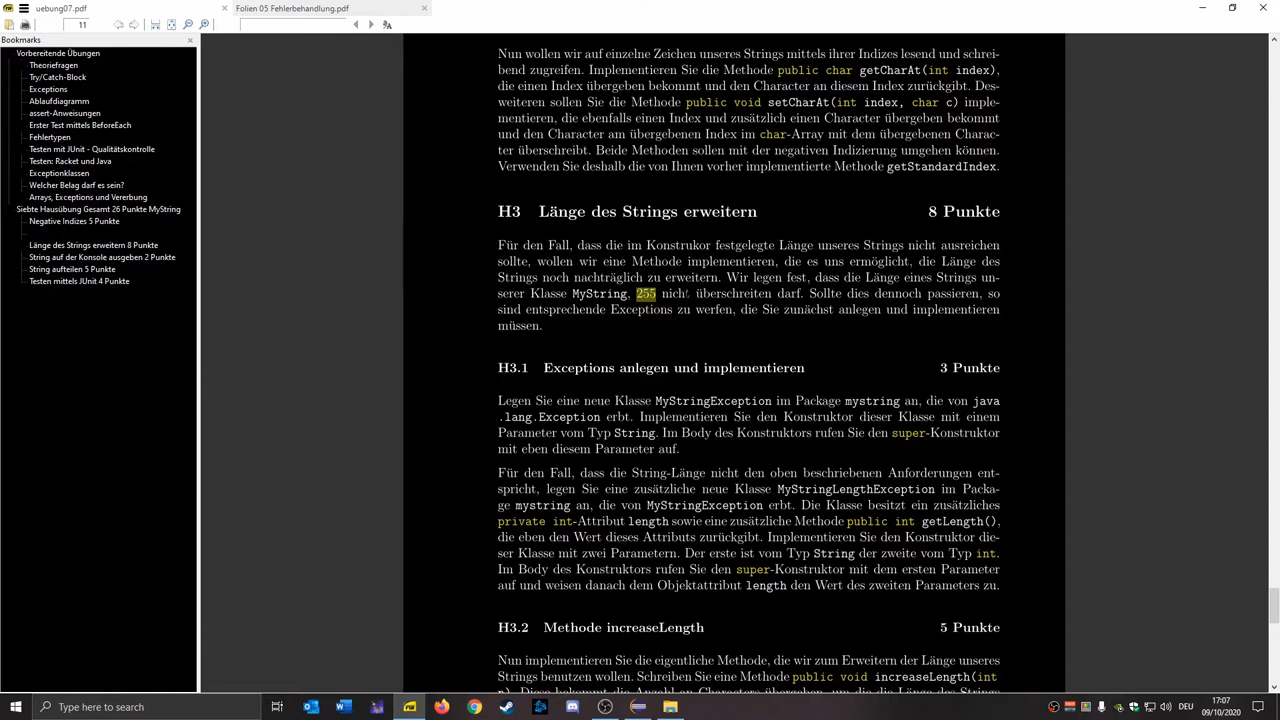 uebung07.pdf
Folien 05 Fehlerbehandlung.pdf
11
Bookmarks
Vorbereitende Übungen
Theoriefragen
Try/Catch-Block
Exceptions
Ablaufdiagramm
assert-Anweisungen
Erster Test mittels BeforeEach
Fehlertypen
Testen mit JUnit - Qualitätskontrolle
Testen: Racket und Java
Exceptionklassen
Welcher Belag darf es sein?
Arrays, Exceptions und Vererbung
Siebte Hausübung Gesamt 26 Punkte MyString
Negative Indizes 5 Punkte
Länge des Strings erweitern 8 Punkte
String auf der Konsole ausgeben 2 Punkte
String aufteilen 5 Punkte
Testen mittels JUnit 4 Punkte
Nun wollen wir auf einzelne Zeichen unseres Strings mittels ihrer Indizes lesend und schrei-
bend zugreifen. Implementieren Sie die Methode public char getCharAt(int index),
die einen Index übergeben bekommt und den Character an diesem Index zurückgibt. Des-
weiteren sollen Sie die Methode public void setCharAt(int index, char c) imple-
mentieren, die ebenfalls einen Index und zusätzlich einen Character übergeben bekommt
und den Character am übergebenen Index im char-Array mit dem übergebenen Charac-
ter überschreibt. Beide Methoden sollen mit der negativen Indizierung umgehen können.
Verwenden Sie deshalb die von Ihnen vorher implementierte Methode getStandardIndex.
H3 Länge des Strings erweitern 8 Punkte
Für den Fall, dass die im Konstrukor festgelegte Länge unseres Strings nicht ausreichen
sollte, wollen wir eine Methode implementieren, die es uns ermöglicht, die Länge des
Strings noch nachträglich zu erweitern. Wir legen fest, dass die Länge eines Strings un-
serer Klasse MyString, 255 nicht überschreiten darf. Sollte dies dennoch passieren, so
sind entsprechende Exceptions zu werfen, die Sie zunächst anlegen und implementieren
müssen.
H3.1 Exceptions anlegen und implementieren 3 Punkte
Legen Sie eine neue Klasse MyStringException im Package mystring an, die von java
.lang.Exception erbt. Implementieren Sie den Konstruktor dieser Klasse mit einem
Parameter vom Typ String. Im Body des Konstruktors rufen Sie den super-Konstruktor
mit eben diesem Parameter auf.
Für den Fall, dass die String-Länge nicht den oben beschriebenen Anforderungen ent-
spricht, legen Sie eine zusätzliche neue Klasse MyStringLengthException im Packa-
ge mystring an, die von MyStringException erbt. Die Klasse besitzt ein zusätzliches
private int-Attribut length sowie eine zusätzliche Methode public int getLength(),
die eben den Wert dieses Attributs zurückgibt. Implementieren Sie den Konstruktor die-
ser Klasse mit zwei Parametern. Der erste ist vom Typ String der zweite vom Typ int.
Im Body des Konstruktors rufen Sie den super-Konstruktor mit dem ersten Parameter
auf und weisen danach dem Objektattribut length den Wert des zweiten Parameters zu.
H3.2 Methode increaseLength 5 Punkte
Nun implementieren Sie die eigentliche Methode, die wir zum Erweitern der Länge unseres
Strings benutzen wollen. Schreiben Sie eine Methode public void increaseLength(int
n). Diese bekommt die Anzahl an Characters übergeben, um die die Länge des Strings
Type here to search
DEU
17:07
09/10/2020